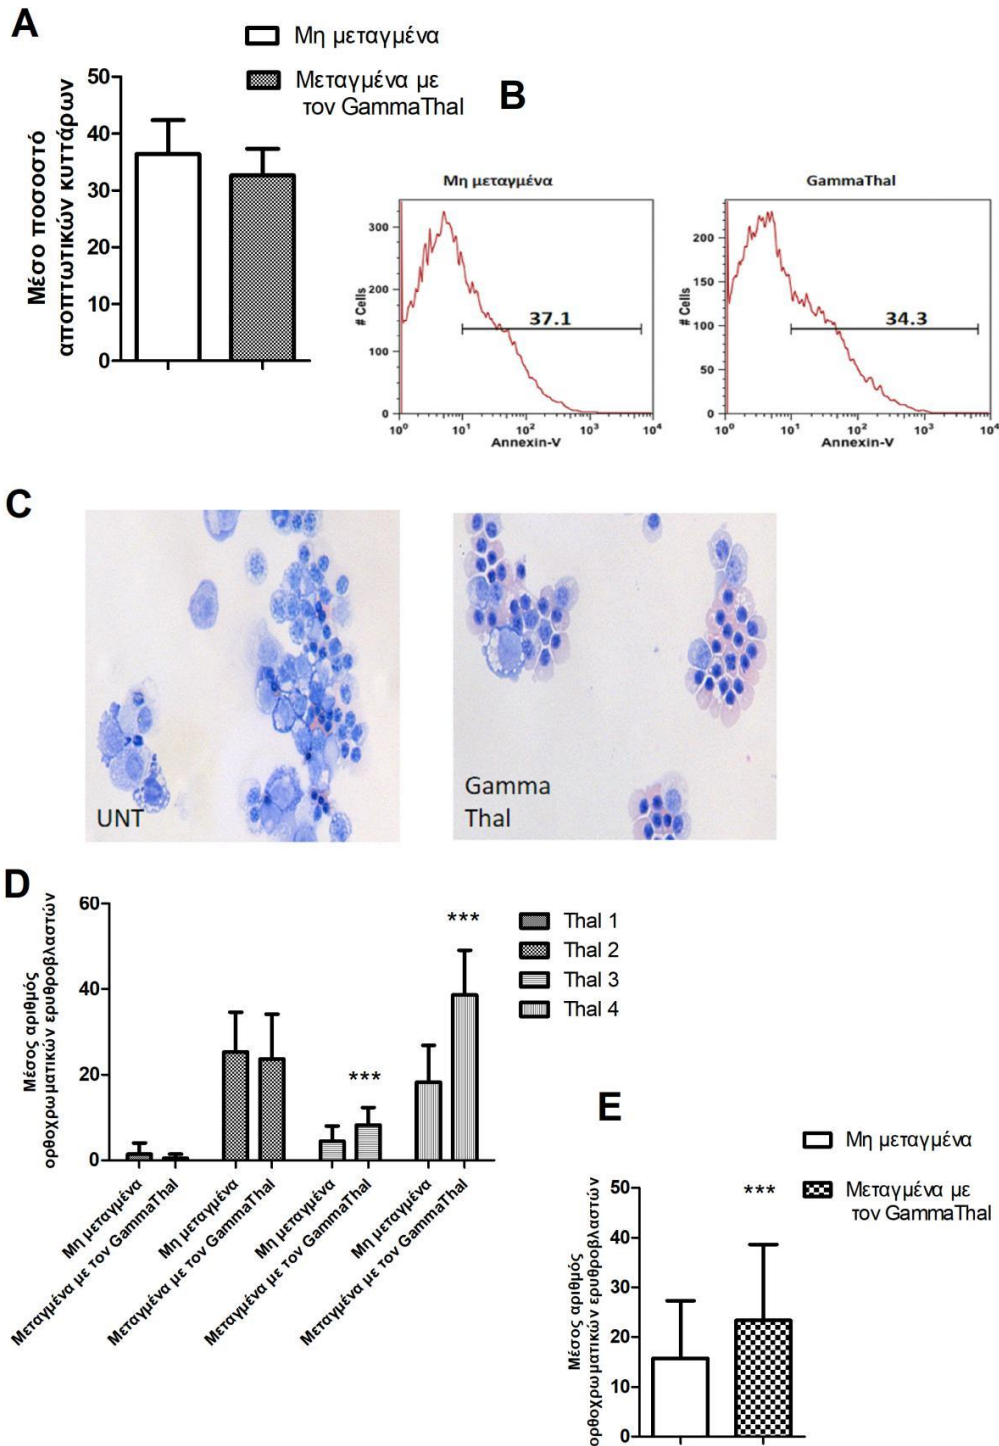 A
Μη μεταγμένα
Μεταγμένα με
τον GammaThal
Μέσο ποσοστό
αποπτωτικών κυττάρων
50
40
30
20
10
0
B
Μη μεταγμένα
# Cells
300
200
100
0
37.1
10⁰ 10¹ 10² 10³ 10⁴
Annexin-V
GammaThal
# Cells
200
150
100
50
0
34.3
10⁰ 10¹ 10² 10³ 10⁴
Annexin-V
C
UNT
Gamma
Thal
D
Μέσος αριθμός
ορθοχρωματικών ερυθροβλαστών
60
40
20
0
***
***
Thal 1
Thal 2
Thal 3
Thal 4
Μη μεταγμένα
Μεταγμένα με τον GammaThal
Μη μεταγμένα
Μεταγμένα με τον GammaThal
Μη μεταγμένα
Μεταγμένα με τον GammaThal
Μη μεταγμένα
Μεταγμένα με τον GammaThal
E
Μη μεταγμένα
Μεταγμένα με
τον GammaThal
Μέσος αριθμός
ορθοχρωματικών ερυθροβλαστών
50
40
30
20
10
0
***